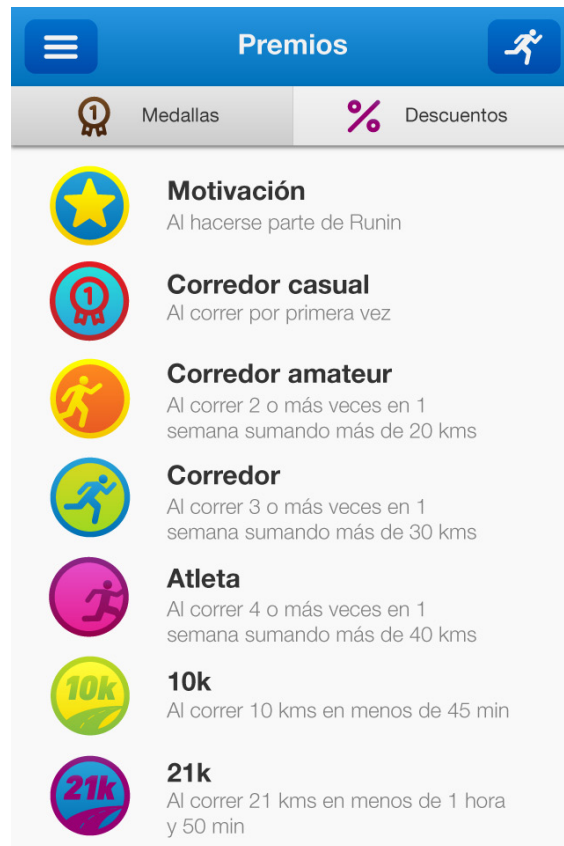 Premios
Medallas
Descuentos
Motivación
Al hacerse parte de Runin
1
Corredor casual
Al correr por primera vez
Corredor amateur
Al correr 2 o más veces en 1
semana sumando más de 20 kms
Corredor
Al correr 3 o más veces en 1
semana sumando más de 30 kms
Atleta
Al correr 4 o más veces en 1
semana sumando más de 40 kms
10k
10k
Al correr 10 kms en menos de 45 min
21k
21k
Al correr 21 kms en menos de 1 hora
y 50 min